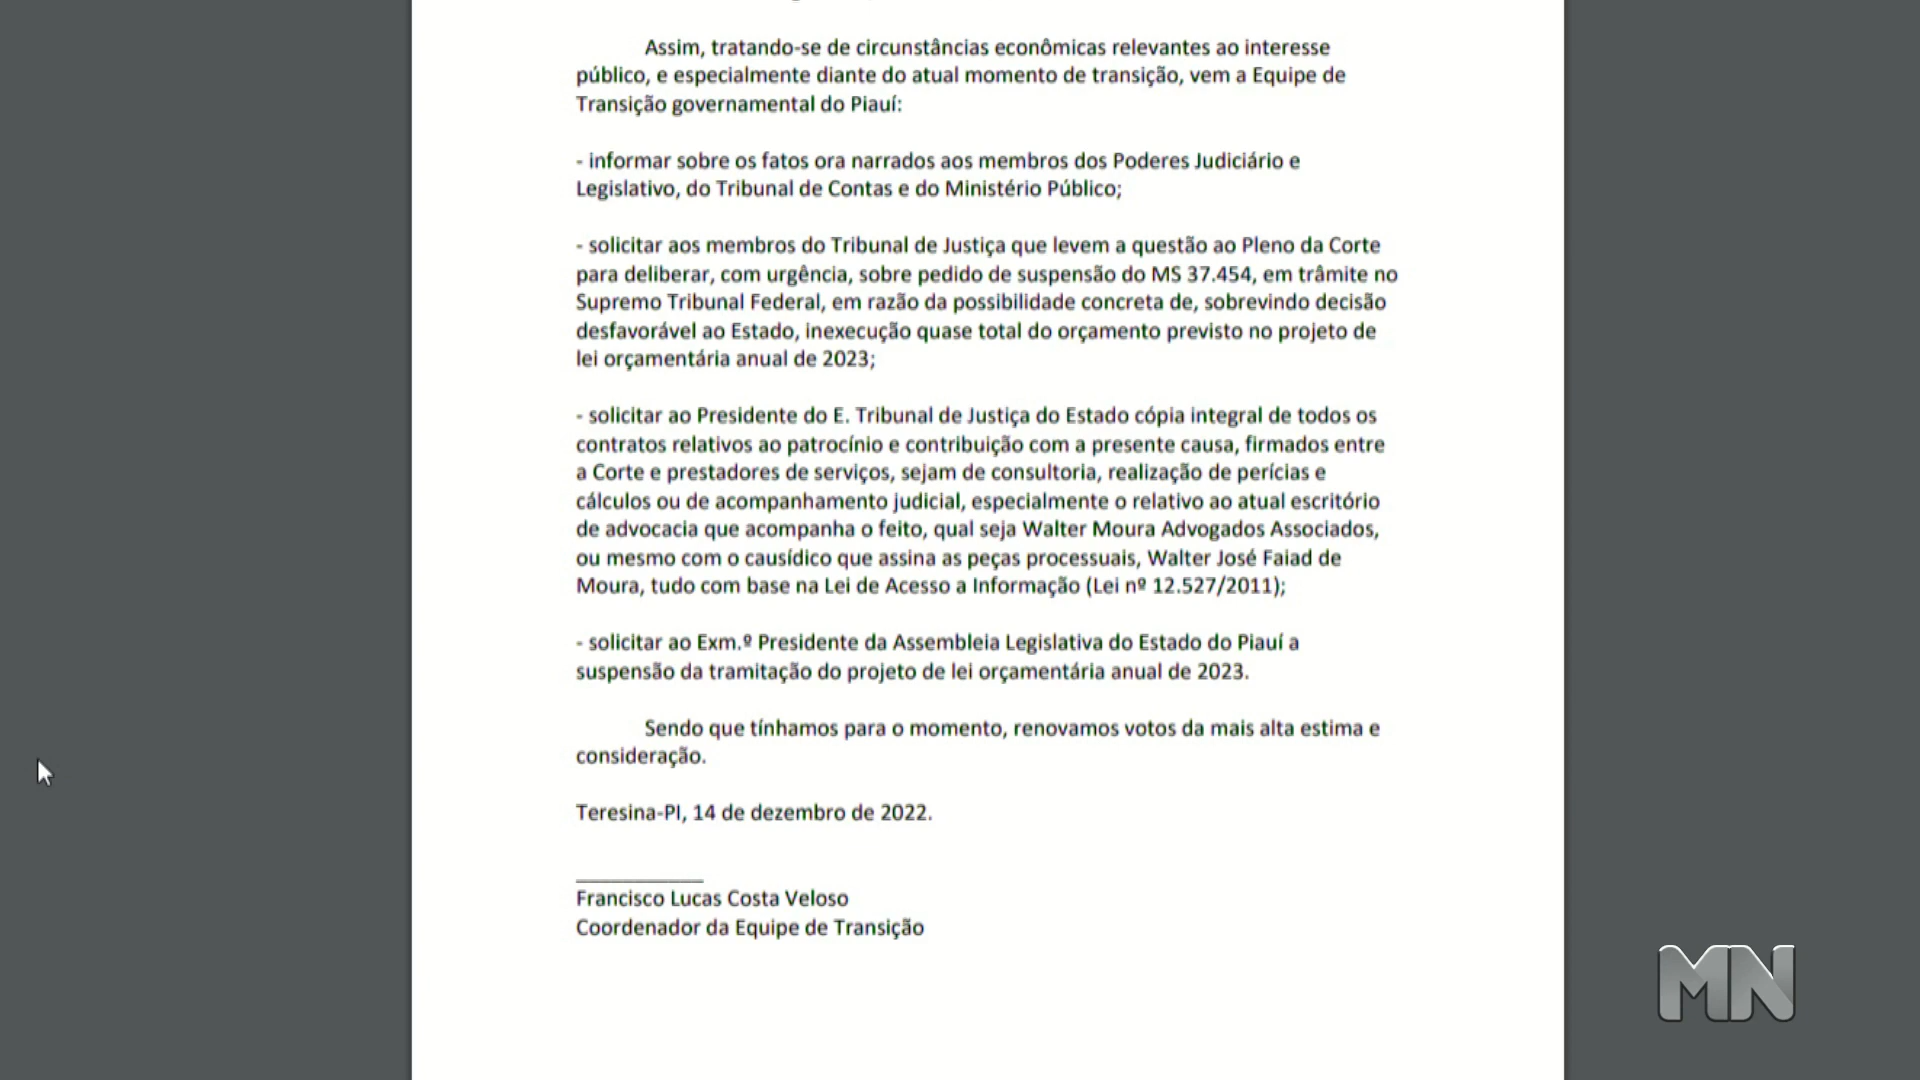 Assim, tratando-se de circunstâncias econômicas relevantes ao interesse
público, e especialmente diante do atual momento de transição, vem a Equipe de
Transição governamental do Piauí:
- informar sobre os fatos ora narrados aos membros dos Poderes Judiciário e
Legislativo, do Tribunal de Contas e do Ministério Público;
- solicitar aos membros do Tribunal de Justiça que levem a questão ao Pleno da Corte
para deliberar, com urgência, sobre pedido de suspensão do MS 37.454, em trâmite no
Supremo Tribunal Federal, em razão da possibilidade concreta de, sobrevindo decisão
desfavorável ao Estado, inexecução quase total do orçamento previsto no projeto de
lei orçamentária anual de 2023;
- solicitar ao Presidente do E. Tribunal de Justiça do Estado cópia integral de todos os
contratos relativos ao patrocínio e contribuição com a presente causa, firmados entre
a Corte e prestadores de serviços, sejam de consultoria, realização de perícias e
cálculos ou de acompanhamento judicial, especialmente o relativo ao atual escritório
de advocacia que acompanha o feito, qual seja Walter Moura Advogados Associados,
ou mesmo com o causídico que assina as peças processuais, Walter José Faiad de
Moura, tudo com base na Lei de Acesso a Informação (Lei nº 12.527/2011);
- solicitar ao Exm.º Presidente da Assembleia Legislativa do Estado do Piauí a
suspensão da tramitação do projeto de lei orçamentária anual de 2023.
Sendo que tínhamos para o momento, renovamos votos da mais alta estima e
consideração.
Teresina-PI, 14 de dezembro de 2022.
Francisco Lucas Costa Veloso
Coordenador da Equipe de Transição
MN